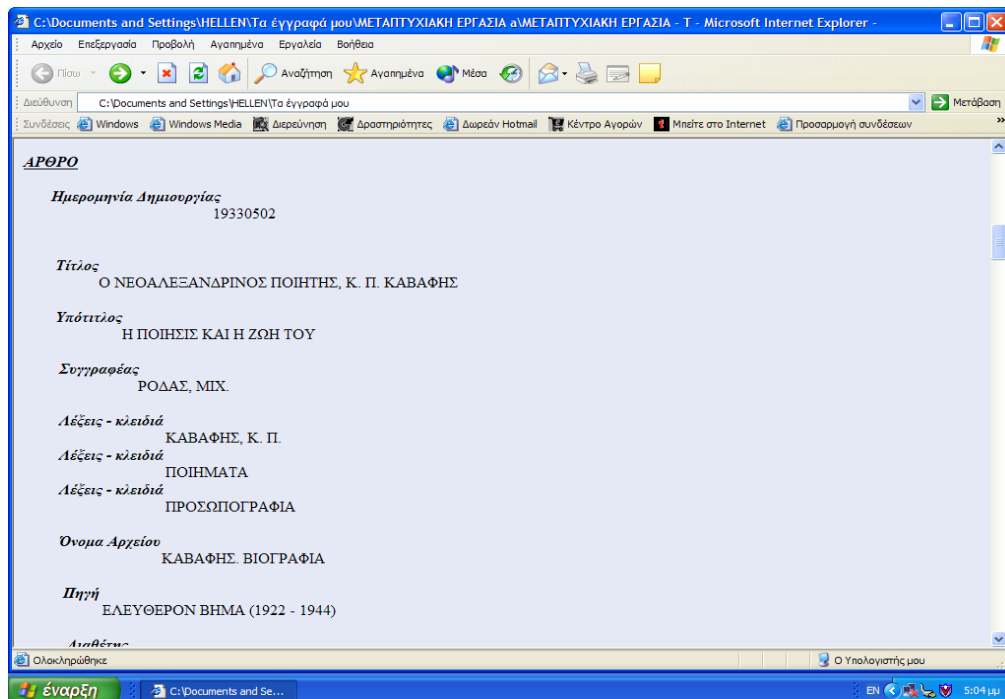 C:\Documents and Settings\HELLEN\Τα έγγραφά μου\ΜΕΤΑΠΤΥΧΙΑΚΗ ΕΡΓΑΣΙΑ a\ΜΕΤΑΠΤΥΧΙΑΚΗ ΕΡΓΑΣΙΑ - T - Microsoft Internet Explorer -
Αρχείο Επεξεργασία Προβολή Αγαπημένα Εργαλεία Βοήθεια
Πίσω Αναζήτηση Αγαπημένα Μέσα
Διεύθυνση C:\Documents and Settings\HELLEN\Τα έγγραφά μου Μετάβαση
Συνδέσεις Windows Windows Media Διερεύνηση Δραστηριότητες Δωρεάν Hotmail Κέντρο Αγορών Μπείτε στο Internet Προσαρμογή συνδέσεων »
ΑΡΘΡΟ
Ημερομηνία Δημιουργίας
19330502
Τίτλος
Ο ΝΕΟΑΛΕΞΑΝΔΡΙΝΟΣ ΠΟΙΗΤΗΣ, Κ. Π. ΚΑΒΑΦΗΣ
Υπότιτλος
Η ΠΟΙΗΣΙΣ ΚΑΙ Η ΖΩΗ ΤΟΥ
Συγγραφέας
ΡΟΔΑΣ, ΜΙΧ.
Λέξεις - κλειδιά
ΚΑΒΑΦΗΣ, Κ. Π.
Λέξεις - κλειδιά
ΠΟΙΗΜΑΤΑ
Λέξεις - κλειδιά
ΠΡΟΣΩΠΟΓΡΑΦΙΑ
Όνομα Αρχείου
ΚΑΒΑΦΗΣ. ΒΙΟΓΡΑΦΙΑ
Πηγή
ΕΛΕΥΘΕΡΟΝ ΒΗΜΑ (1922 - 1944)
Διαθέτης
Ολοκληρώθηκε Ο Υπολογιστής μου
έναρξη C:\Documents and Se... EN 5:04 μμ